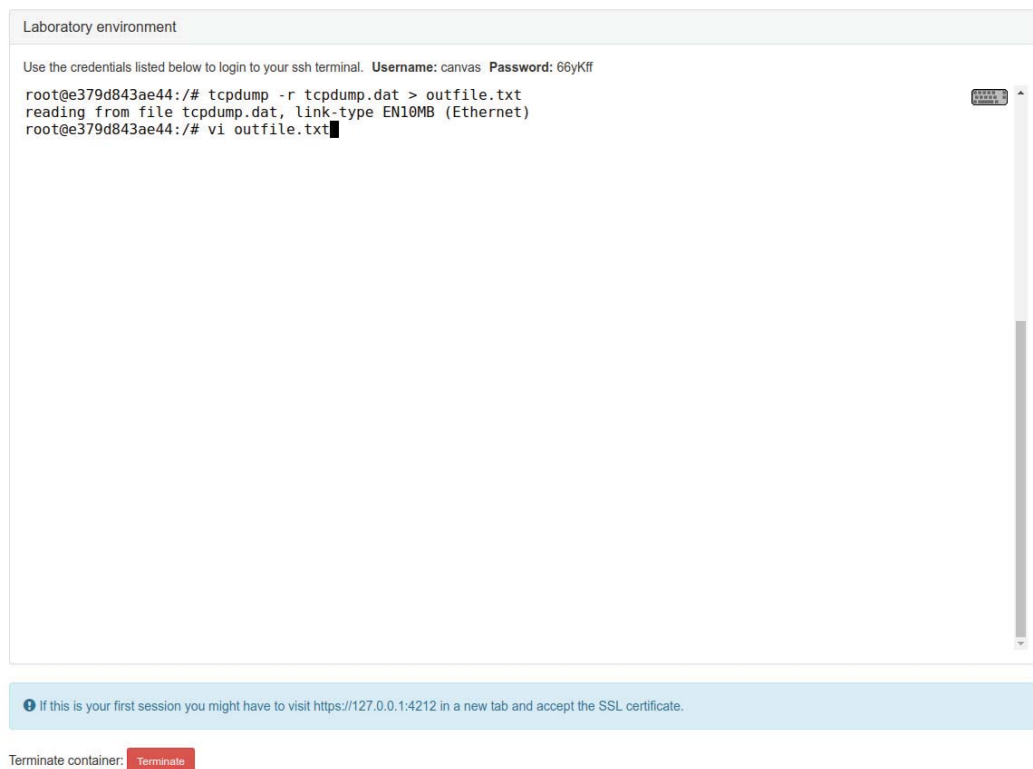 Laboratory environment
Use the credentials listed below to login to your ssh terminal. Username: canvas Password: 66yKff
root@e379d843ae44:/# tcpdump -r tcpdump.dat > outfile.txt
reading from file tcpdump.dat, link-type EN10MB (Ethernet)
root@e379d843ae44:/# vi outfile.txt
If this is your first session you might have to visit https://127.0.0.1:4212 in a new tab and accept the SSL certificate.
Terminate container: Terminate